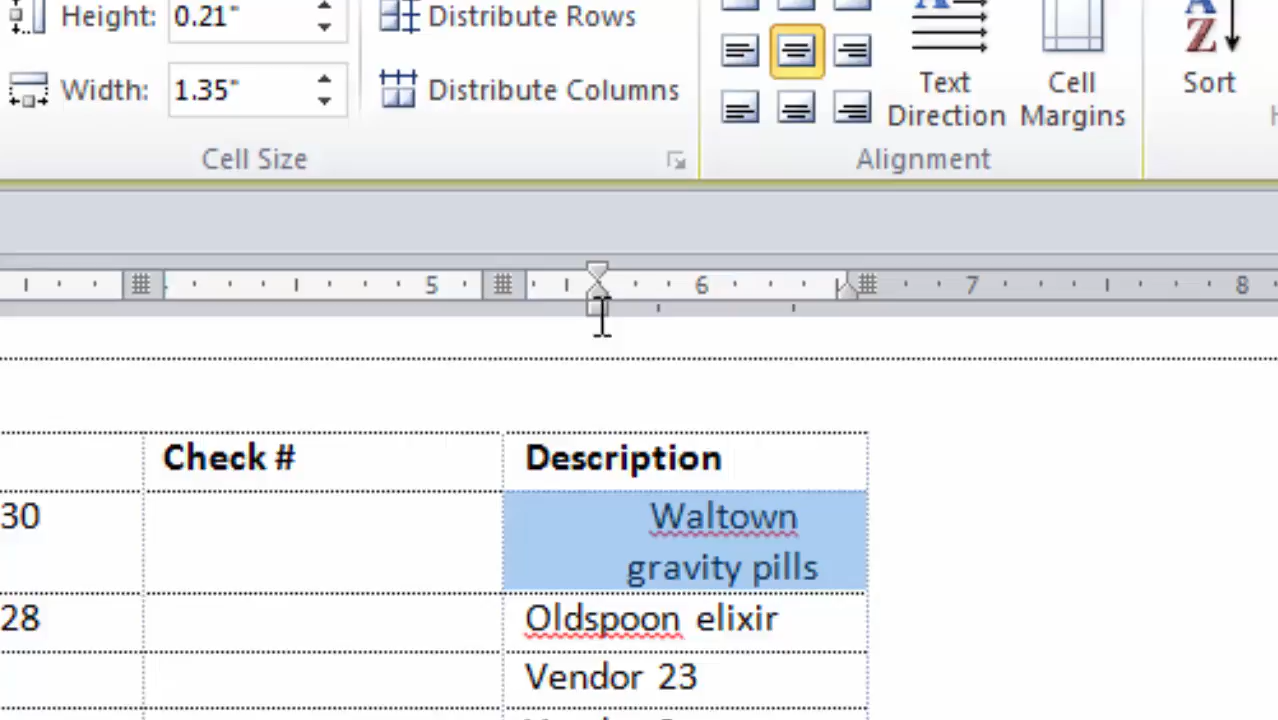 Height: 0.21" Distribute Rows
Width: 1.35" Distribute Columns
Text Direction
Cell Margins
Sort
Cell Size
Alignment
5 6 7 8
Check # Description
30 Waltown
gravity pills
28 Oldspoon elixir
Vendor 23